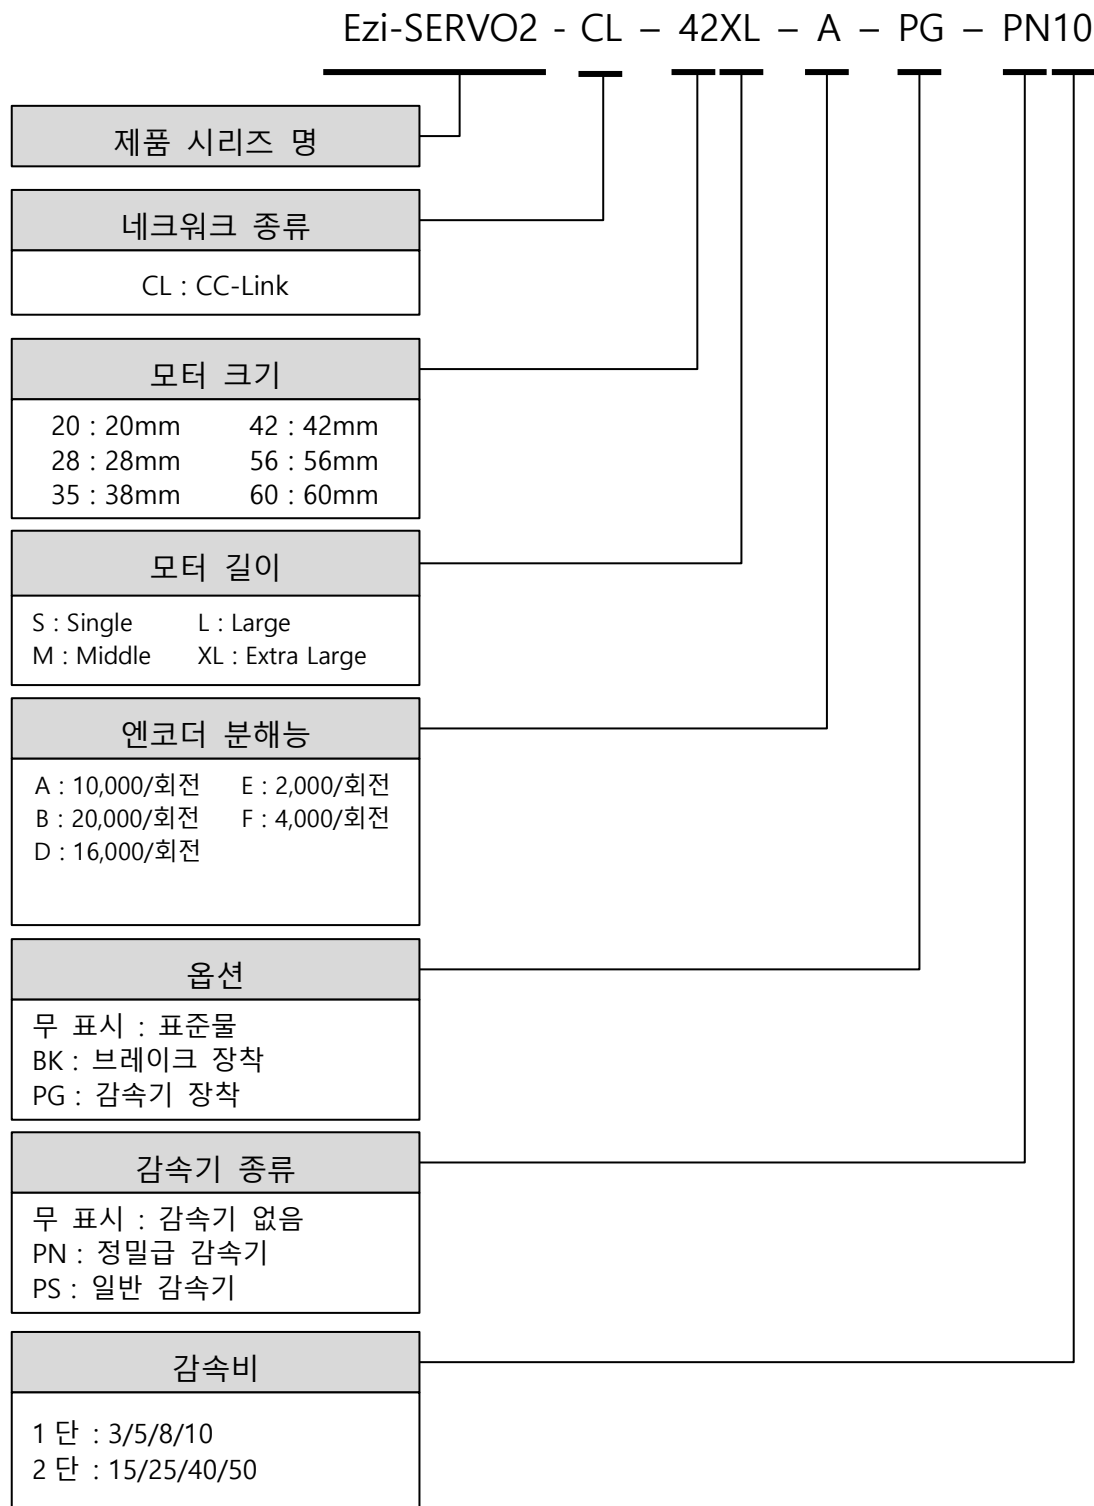 Ezi-SERVO2 - CL – 42XL – A – PG – PN10
제품 시리즈 명
네크워크 종류
CL : CC-Link
모터 크기
20 : 20mm 42 : 42mm
28 : 28mm 56 : 56mm
35 : 38mm 60 : 60mm
모터 길이
S : Single L : Large
M : Middle XL : Extra Large
엔코더 분해능
A : 10,000/회전 E : 2,000/회전
B : 20,000/회전 F : 4,000/회전
D : 16,000/회전
옵션
무 표시 : 표준물
BK : 브레이크 장착
PG : 감속기 장착
감속기 종류
무 표시 : 감속기 없음
PN : 정밀급 감속기
PS : 일반 감속기
감속비
1 단 : 3/5/8/10
2 단 : 15/25/40/50